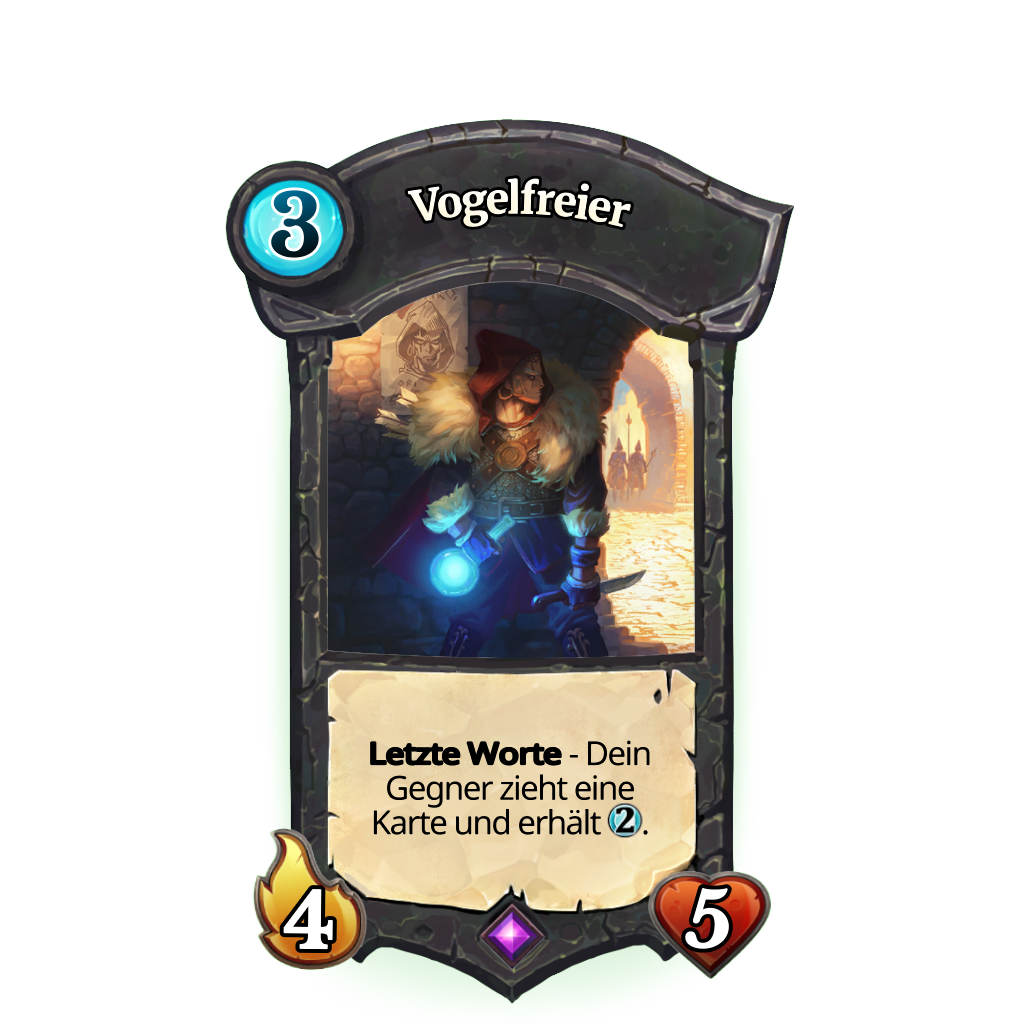 3
Vogelfreier
Letzte Worte - Dein
Gegner zieht eine
Karte und erhält 2.
4
5